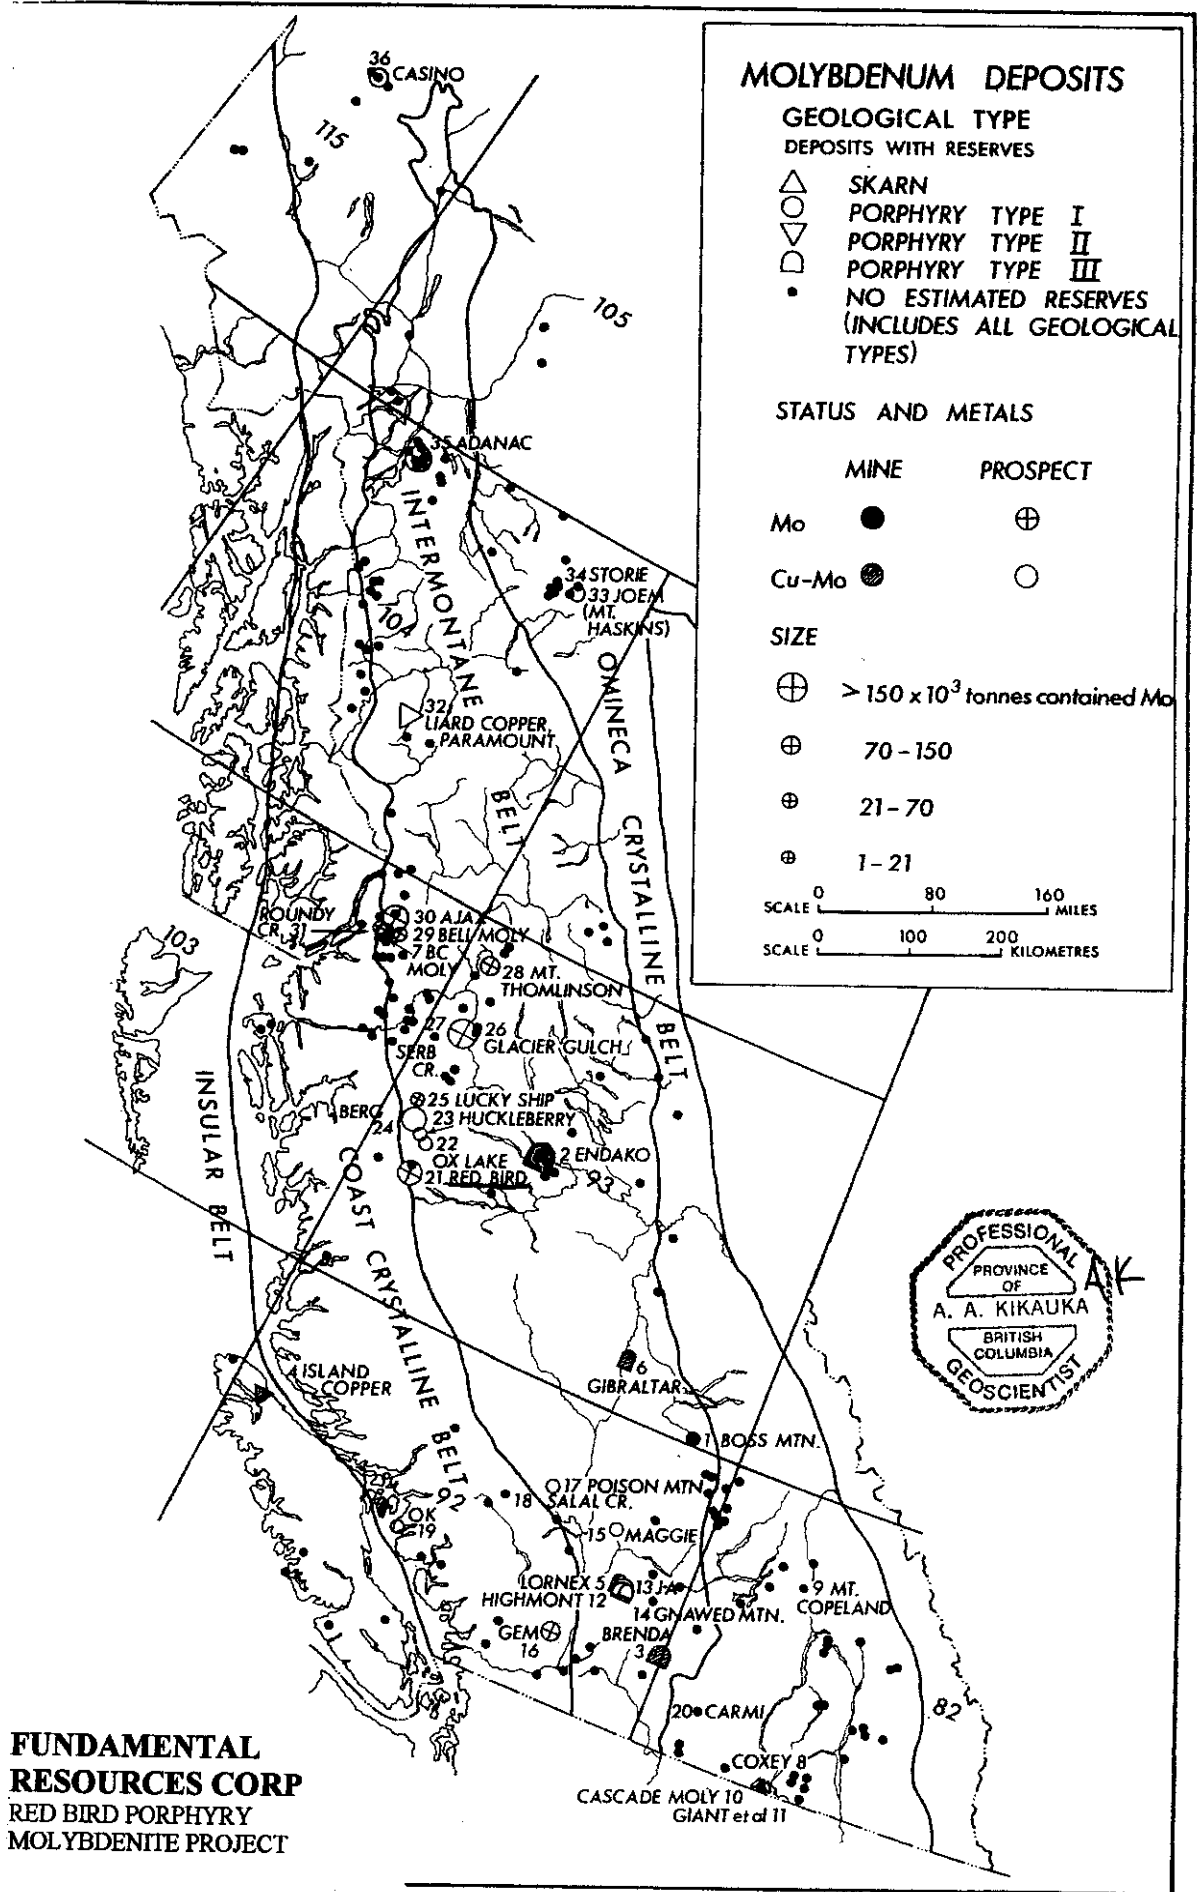 MOLYBDENUM DEPOSITS
GEOLOGICAL TYPE
DEPOSITS WITH RESERVES
SKARN
PORPHYRY TYPE I
PORPHYRY TYPE II
PORPHYRY TYPE III
NO ESTIMATED RESERVES
(INCLUDES ALL GEOLOGICAL
TYPES)
STATUS AND METALS
MINE PROSPECT
Mo
Cu-Mo
SIZE
> 150 x 10³ tonnes contained Mo
70-150
21-70
1-21
0 80 160
SCALE MILES
0 100 200
SCALE KILOMETRES
36
CASINO
115
105
35 ADANAC
INTERMONTANE
BELT
34 STORIE
33 JOEM
(MT.
HASKINS)
104
OMINECA CRYSTALLINE BELT
32
LIARD COPPER,
PARAMOUNT
ROUNDY
CR. 31
30 AJAX
29 BELL MOLY
7 BC
MOLY
103
28 MT.
THOMLINSON
27
SERB
CR.
26
GLACIER GULCH
INSULAR BELT
25 LUCKY SHIP
BERG
24
23 HUCKLEBERRY
22
OX LAKE
21 RED BIRD
2 ENDAKO
93
COAST CRYSTALLINE BELT
PROFESSIONAL
PROVINCE
OF
A. A. KIKAUKA
BRITISH
COLUMBIA
GEOSCIENTIST
AK
4 ISLAND
COPPER
6
GIBRALTAR
1 BOSS MTN.
92
17 POISON MTN.
18
SALAL CR.
OK
19
15 MAGGIE
LORNEX 5
HIGHMONT 12
13 JA
14 GNAWED MTN.
9 MT.
COPELAND
GEM
16
BRENDA
3
20 CARMI
82
COXEY 8
CASCADE MOLY 10
GIANT et al 11
FUNDAMENTAL
RESOURCES CORP
RED BIRD PORPHYRY
MOLYBDENITE PROJECT